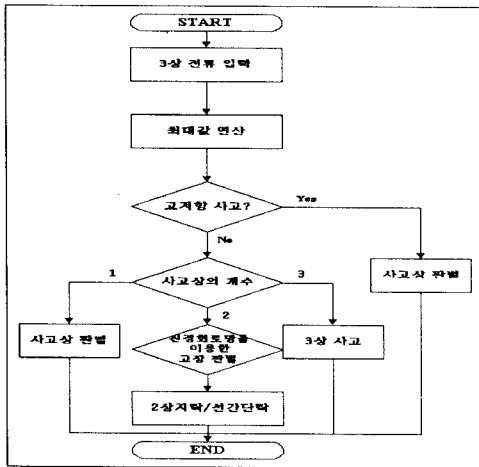 START
3상 전류 입력
최대값 연산
고저항 사고?
Yes
No
사고상의 개수
1
3
2
사고상 판별
사고상 판별
신경회로망을
이용한
고장 판별
3상 사고
2상지락/선간단락
END